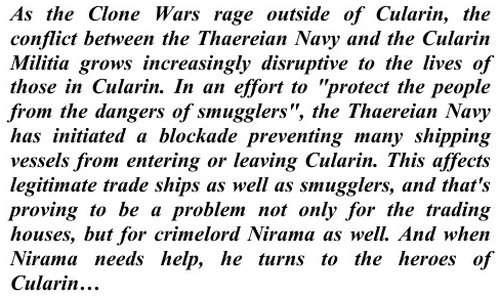 As the Clone Wars rage outside of Cularin, the
conflict between the Thaereian Navy and the Cularin
Militia grows increasingly disruptive to the lives of
those in Cularin. In an effort to "protect the people
from the dangers of smugglers", the Thaereian Navy
has initiated a blockade preventing many shipping
vessels from entering or leaving Cularin. This affects
legitimate trade ships as well as smugglers, and that's
proving to be a problem not only for the trading
houses, but for crimelord Nirama as well. And when
Nirama needs help, he turns to the heroes of
Cularin…